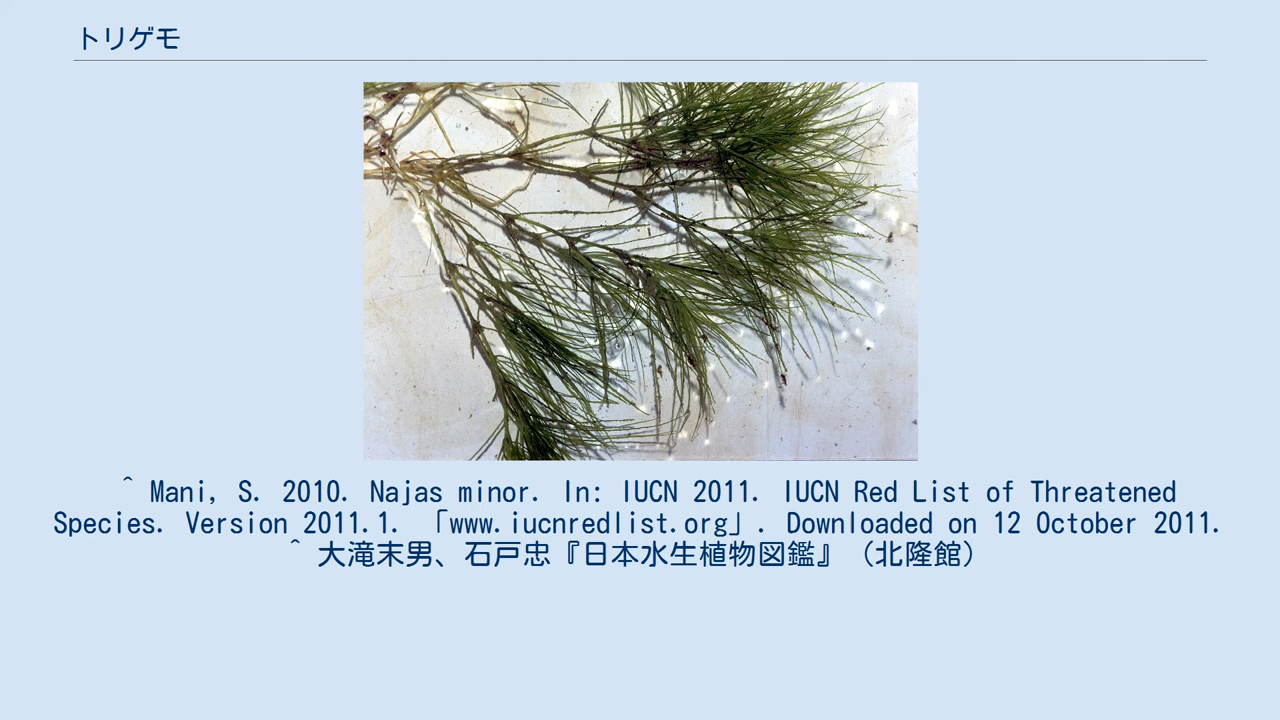 トリゲモ
^ Mani, S. 2010. Najas minor. In: IUCN 2011. IUCN Red List of Threatened
Species. Version 2011.1. 「www.iucnredlist.org」. Downloaded on 12 October 2011.
^ 大滝末男、石戸忠『日本水生植物図鑑』（北隆館）